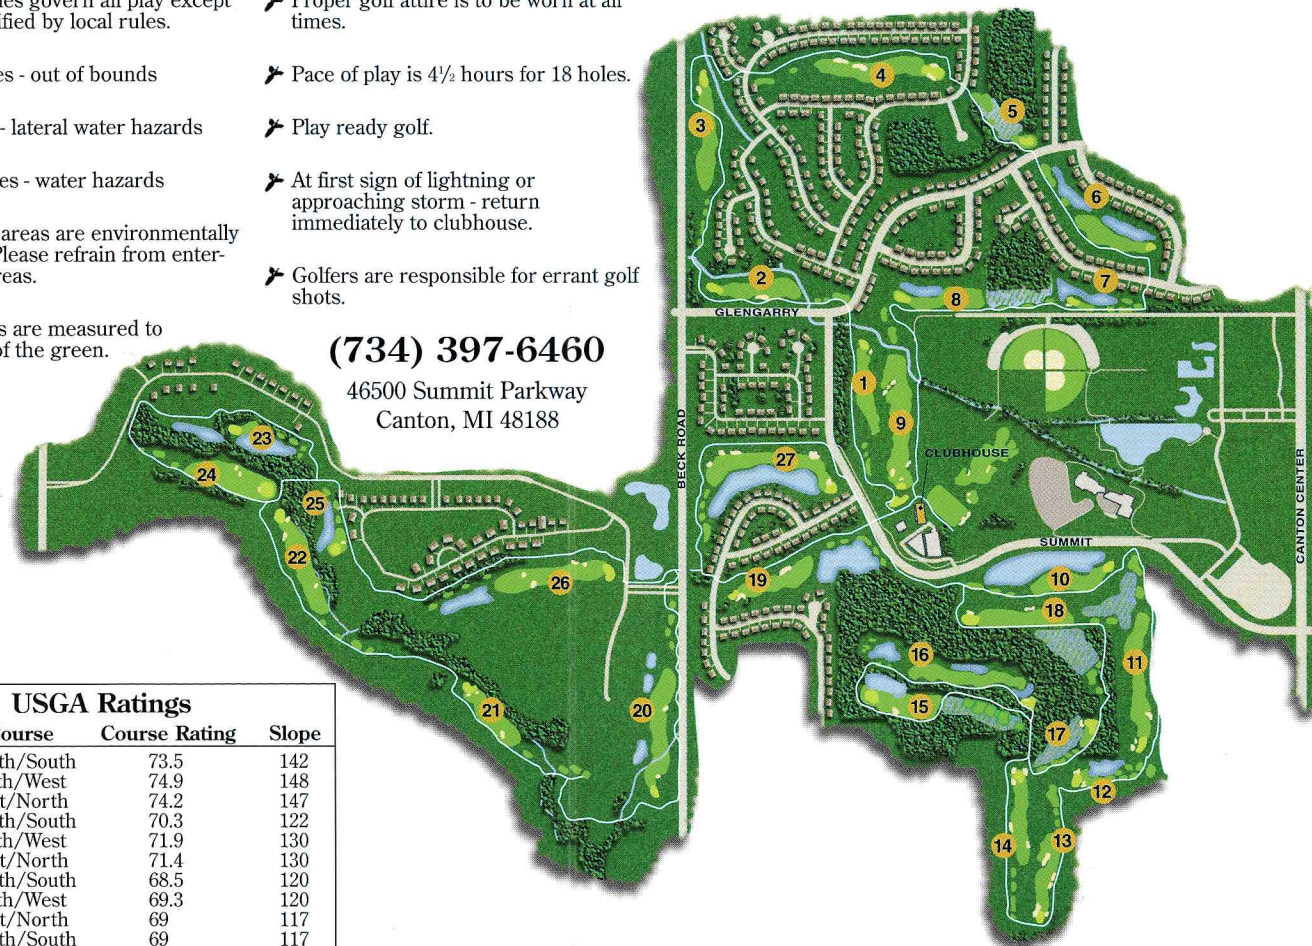 les govern all play except
ified by local rules.
es - out of bounds
- lateral water hazards
es - water hazards
areas are environmentally
Please refrain from enter-
reas.
s are measured to
of the green.
Proper golf attire is to be worn at all
times.
Pace of play is 4½ hours for 18 holes.
Play ready golf.
At first sign of lightning or
approaching storm - return
immediately to clubhouse.
Golfers are responsible for errant golf
shots.
(734) 397-6460
46500 Summit Parkway
Canton, MI 48188
4
5
3
6
2
7
8
GLENGARRY
1
9
BECK ROAD
CLUBHOUSE
CANTON CENTER
23
27
24
25
SUMMIT
22
26
19
10
18
16
11
15
21
20
17
12
14
13
USGA Ratings
ourse Course Rating Slope
th/South 73.5 142
th/West 74.9 148
t/North 74.2 147
th/South 70.3 122
th/West 71.9 130
t/North 71.4 130
th/South 68.5 120
th/West 69.3 120
t/North 69 117
th/South 69 117